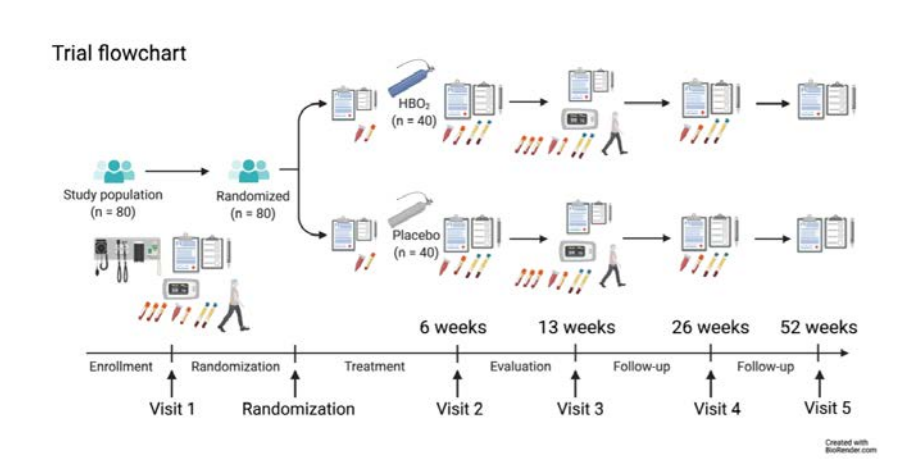 Trial flowchart
HBO₂
(n = 40)
Study population
(n = 80)
Randomized
(n = 80)
Placebo
(n = 40)
6 weeks
13 weeks
26 weeks
52 weeks
Enrollment
Randomization
Treatment
Evaluation
Follow-up
Follow-up
Visit 1
Randomization
Visit 2
Visit 3
Visit 4
Visit 5
Created with
BioRender.com